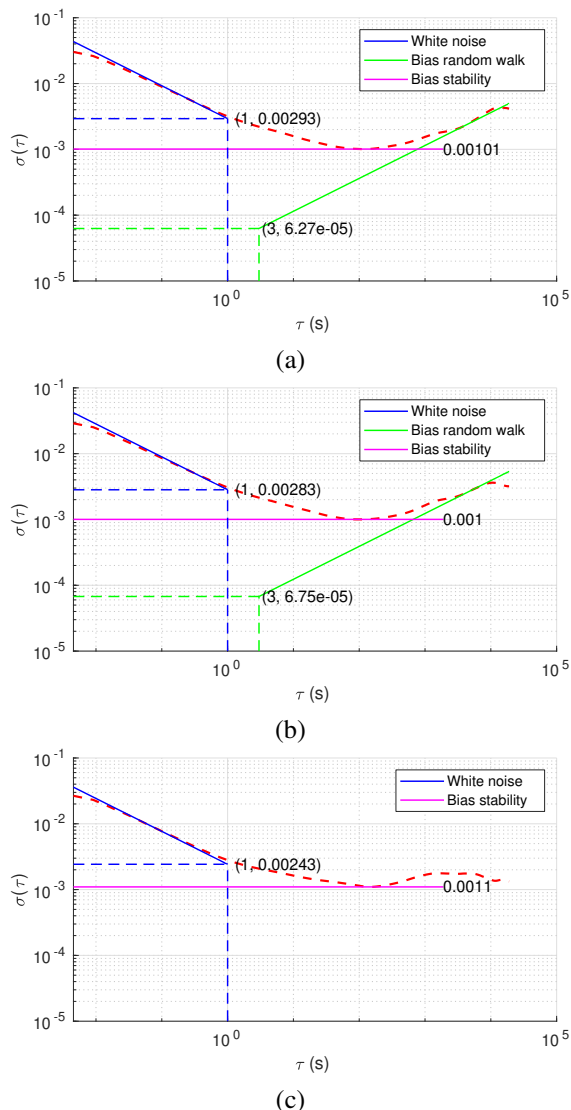 10^-1
10^-2
10^-3
10^-4
10^-5
σ(τ)
White noise
Bias random walk
Bias stability
(1, 0.00293)
0.00101
(3, 6.27e-05)
10^0
10^5
τ (s)
(a)
10^-1
10^-2
10^-3
10^-4
10^-5
σ(τ)
White noise
Bias random walk
Bias stability
(1, 0.00283)
0.001
(3, 6.75e-05)
10^0
10^5
τ (s)
(b)
10^-1
10^-2
10^-3
10^-4
10^-5
σ(τ)
White noise
Bias stability
(1, 0.00243)
0.0011
10^0
10^5
τ (s)
(c)